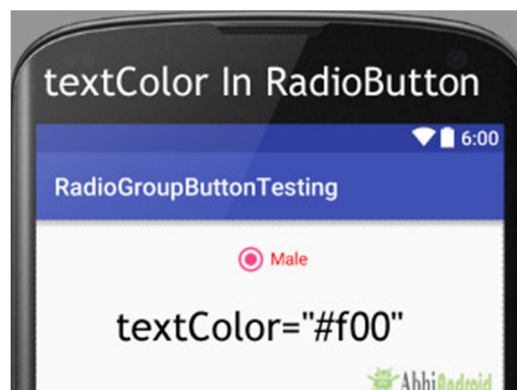 textColor In RadioButton
6:00
RadioGroupButtonTesting
Male
textColor="#f00"
AbhiAndroid